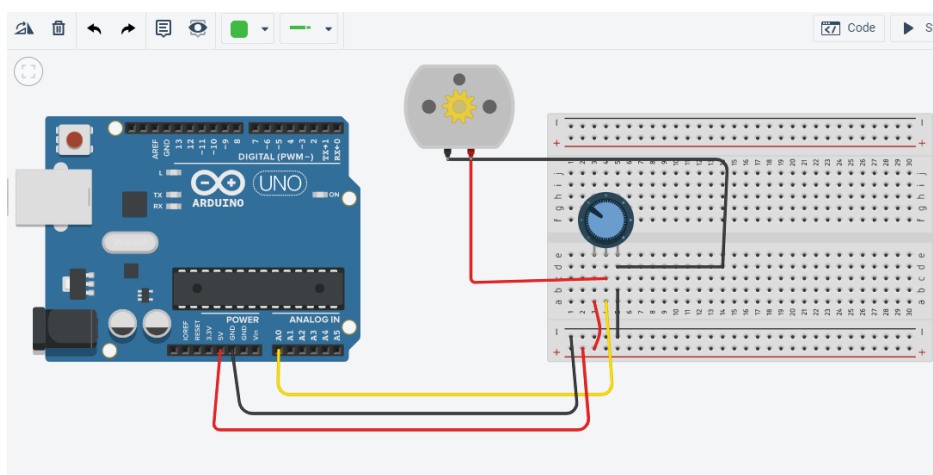 Code
S
AREF
GND
13
12
~11
~10
~9
8
7
~6
~5
4
~3
2
TX→1
RX←0
DIGITAL (PWM~)
L
TX
RX
UNO
ON
ARDUINO
POWER
ANALOG IN
IOREF
RESET
3.3V
5V
GND
GND
Vin
A0
A1
A2
A3
A4
A5
j
i
h
g
f
e
d
c
b
a